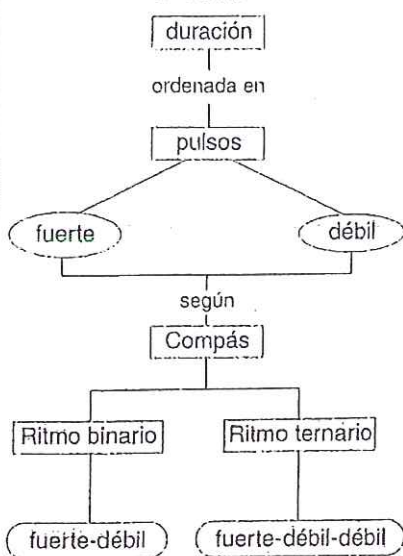 duración
ordenada en
pulsos
fuerte
débil
según
Compás
Ritmo binario
Ritmo ternario
fuerte-débil
fuerte-débil-débil